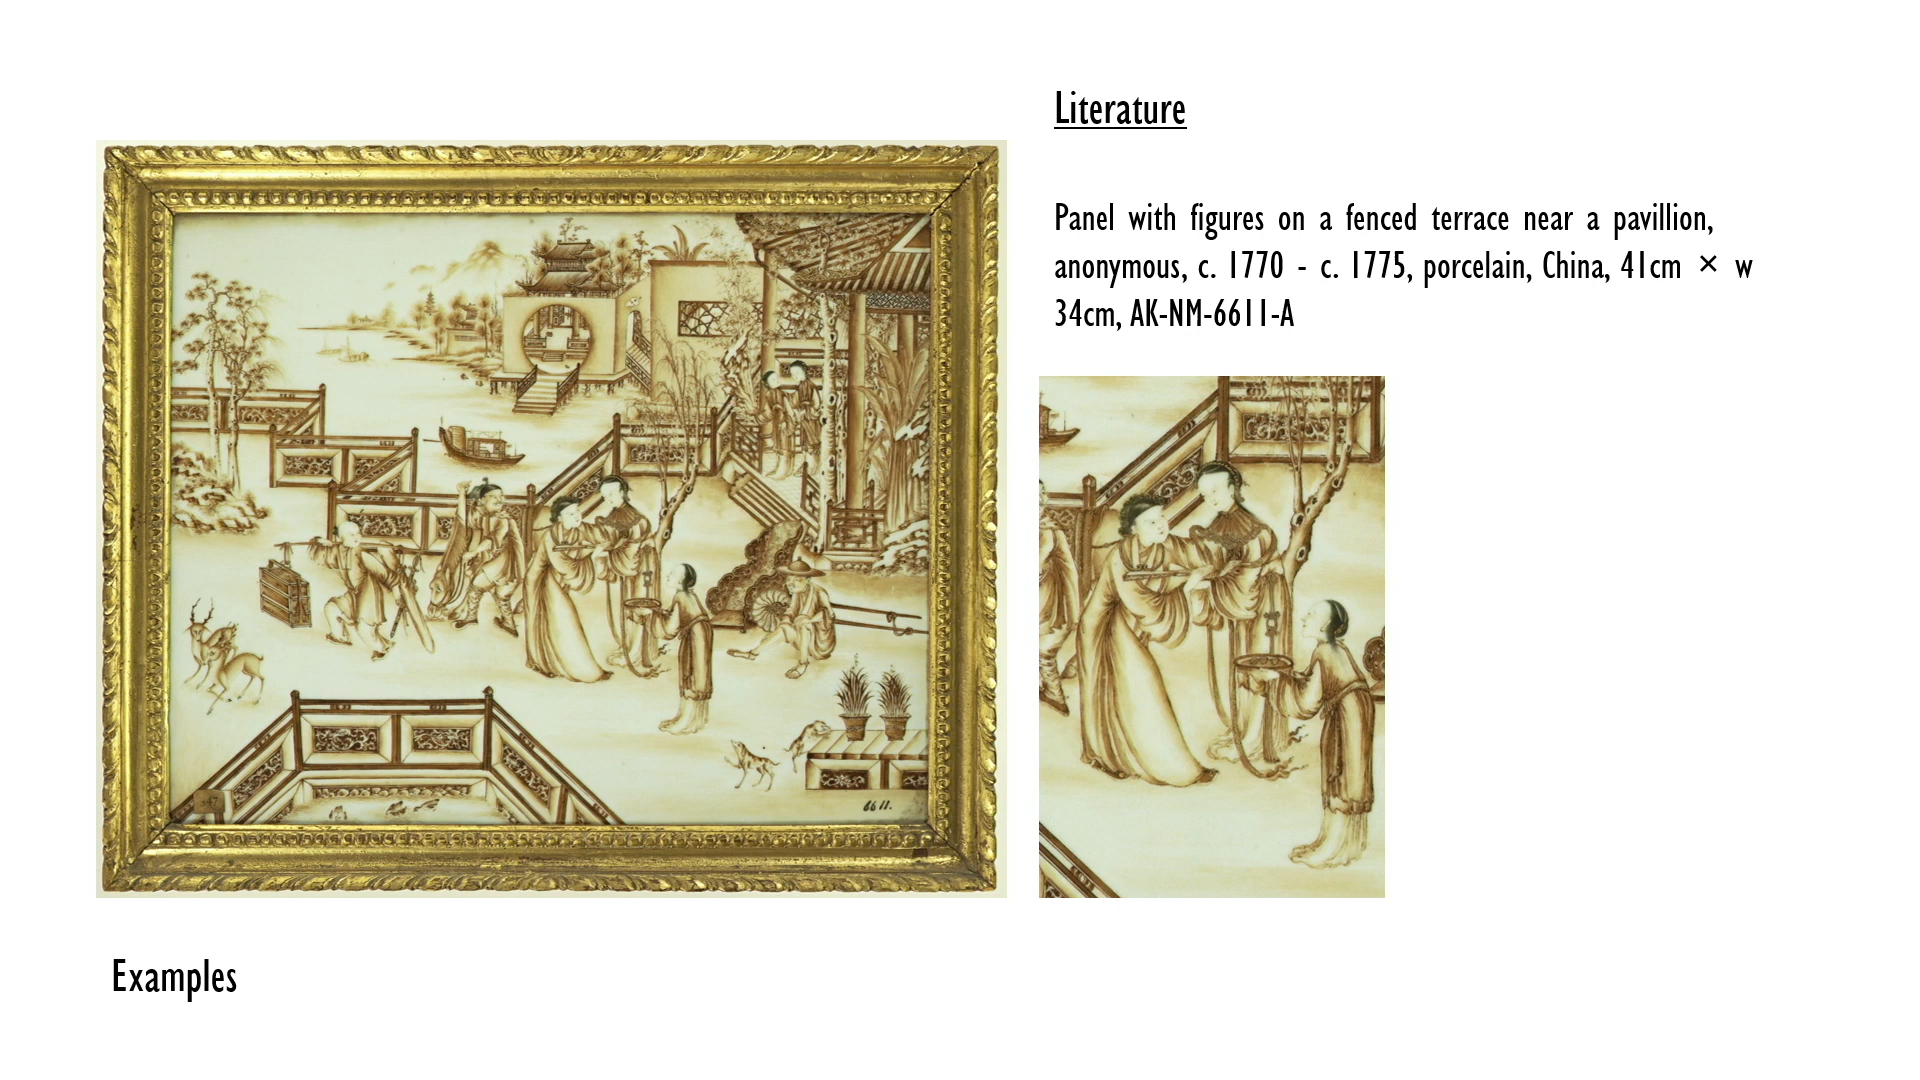 Literature
Panel with figures on a fenced terrace near a pavillion,
anonymous, c. 1770 - c. 1775, porcelain, China, 41cm × w
34cm, AK-NM-6611-A
6611.
347
Examples